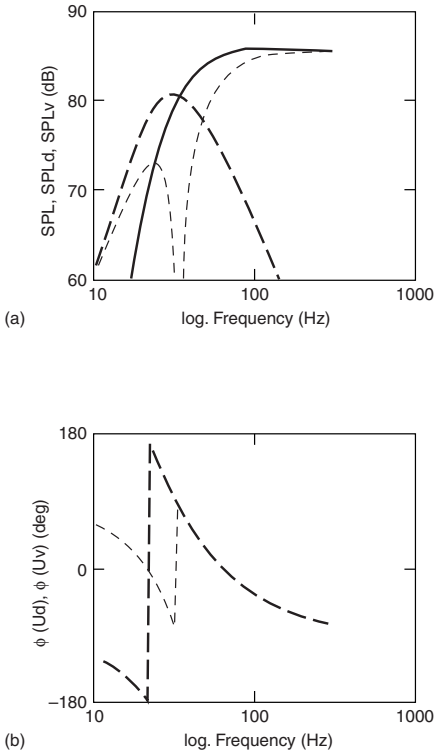 90
80
70
60
SPL, SPLd, SPLv (dB)
10
100
1000
(a)
log. Frequency (Hz)
180
0
−180
ϕ (Ud), ϕ (Uv) (deg)
10
100
1000
(b)
log. Frequency (Hz)